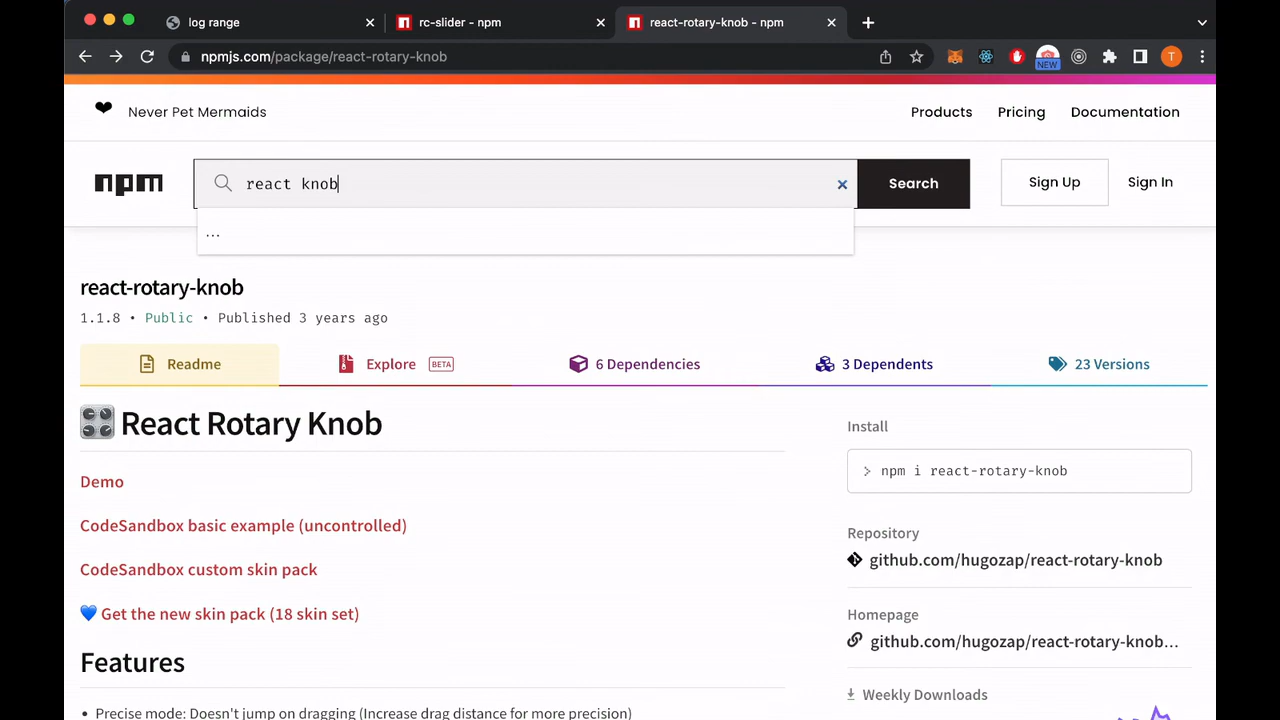 log range
rc-slider - npm
react-rotary-knob - npm
npmjs.com/package/react-rotary-knob
NEW
T
Never Pet Mermaids
Products
Pricing
Documentation
npm
react knob
Search
Sign Up
Sign In
...
react-rotary-knob
1.1.8 • Public • Published 3 years ago
Readme
Explore BETA
6 Dependencies
3 Dependents
23 Versions
React Rotary Knob
Demo
CodeSandbox basic example (uncontrolled)
CodeSandbox custom skin pack
💙 Get the new skin pack (18 skin set)
Features
• Precise mode: Doesn't jump on dragging (Increase drag distance for more precision)
Install
> npm i react-rotary-knob
Repository
github.com/hugozap/react-rotary-knob
Homepage
github.com/hugozap/react-rotary-knob...
Weekly Downloads